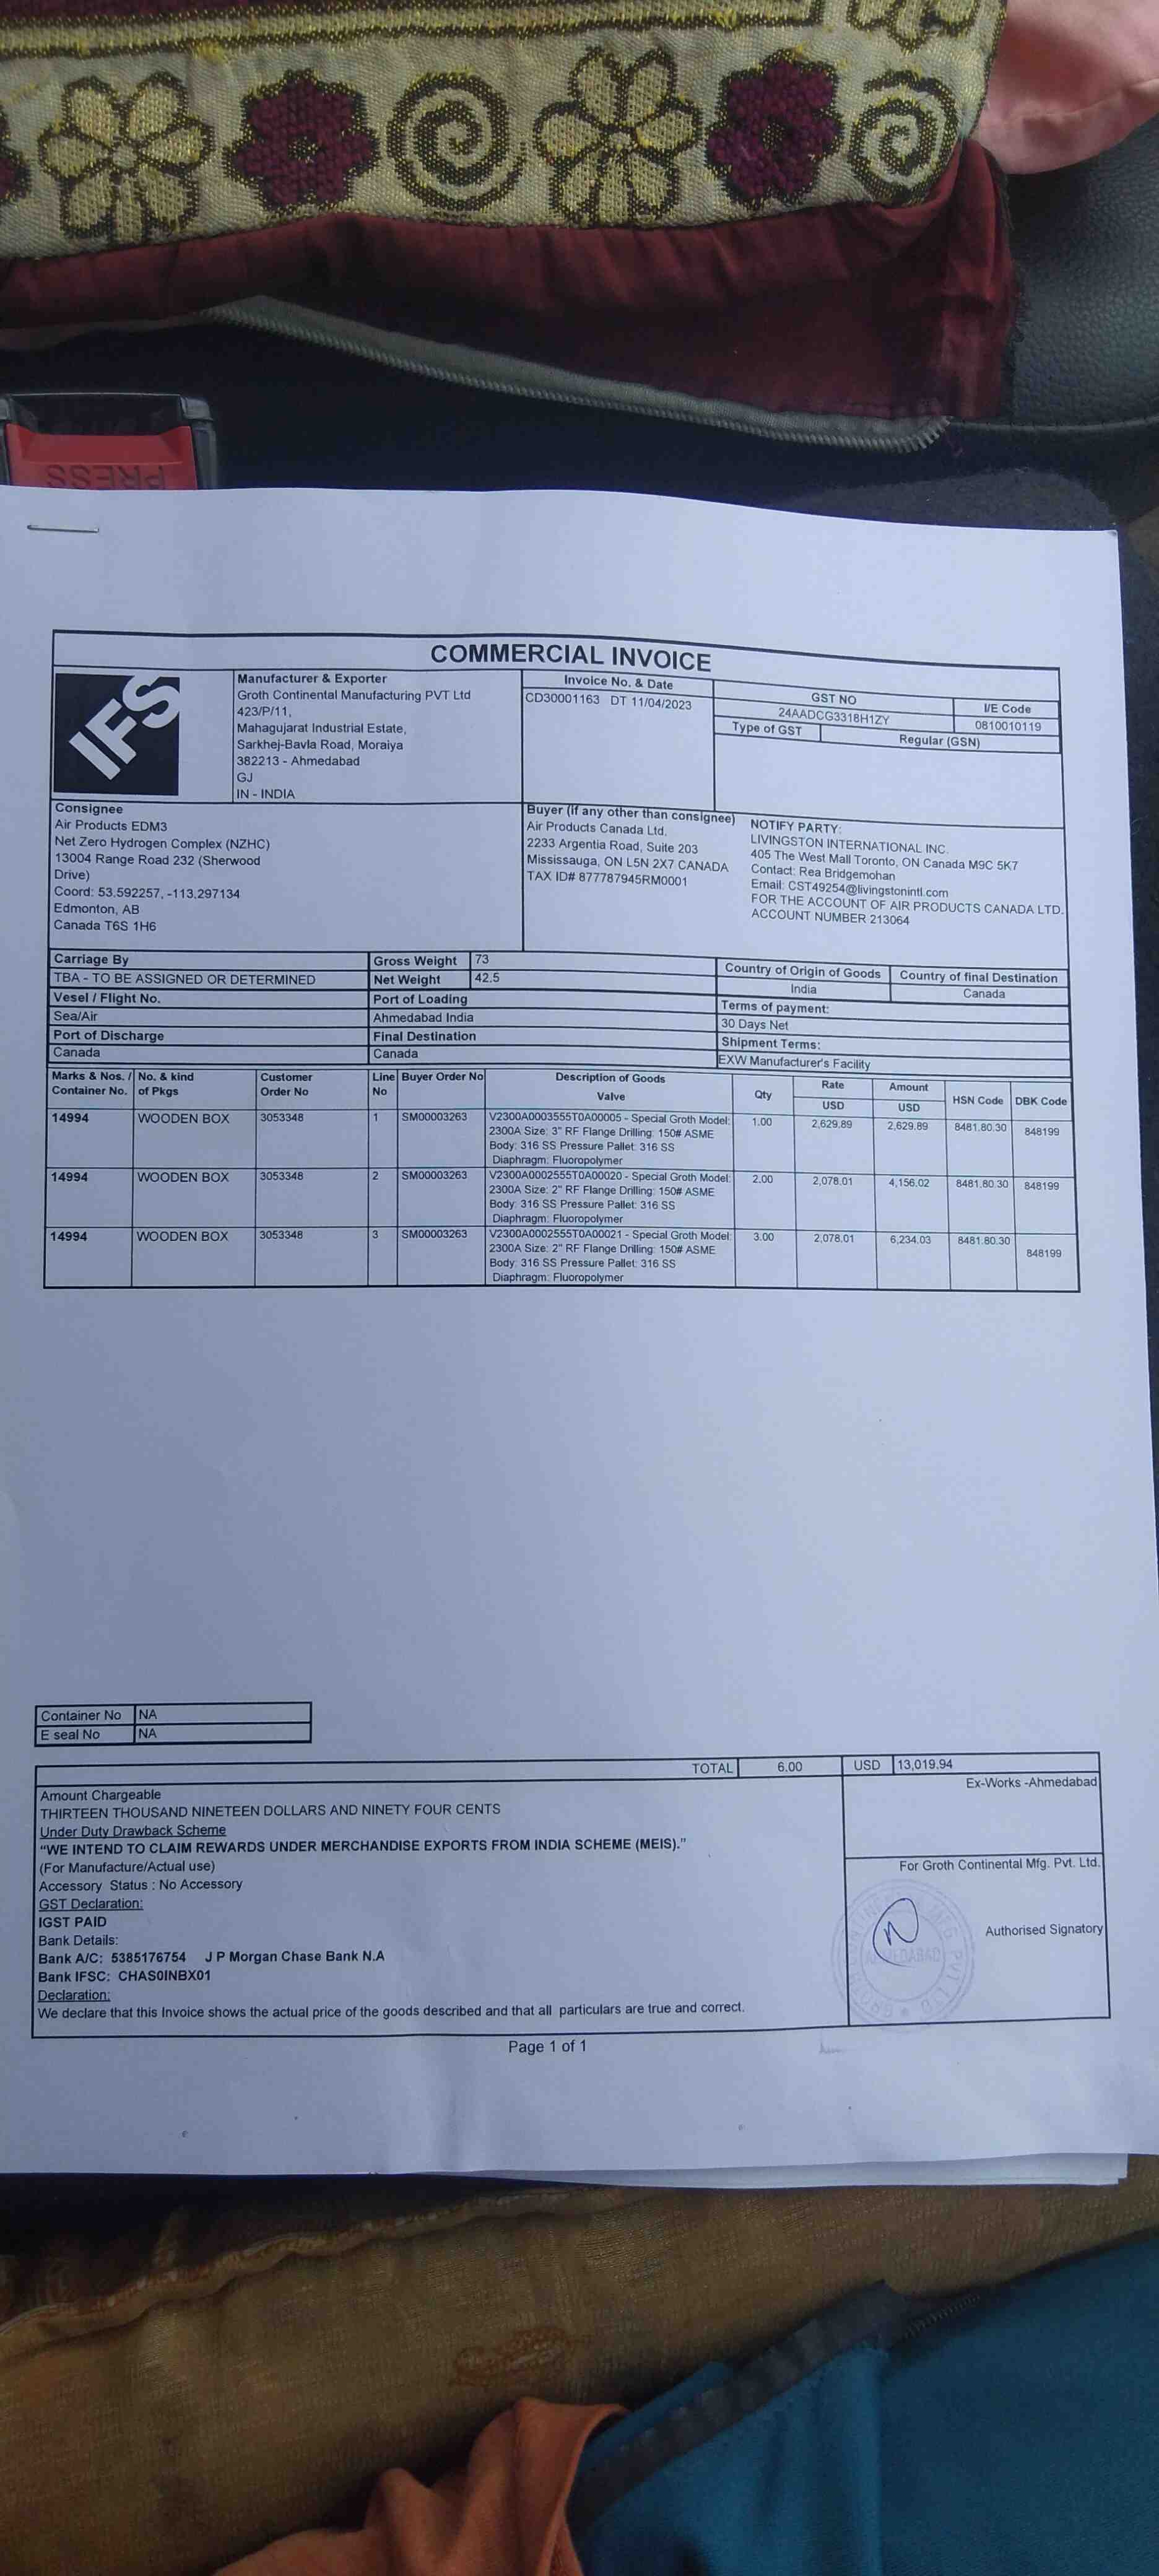 PRESS
COMMERCIAL INVOICE
IFS
Manufacturer & Exporter
Groth Continental Manufacturing PVT Ltd
423/P/11,
Mahagujarat Industrial Estate,
Sarkhej-Bavla Road, Moraiya
382213 - Ahmedabad
GJ
IN - INDIA
Invoice No. & Date
CD30001163 DT 11/04/2023
GST NO
24AADCG3318H1ZY
I/E Code
0810010119
Type of GST
Regular (GSN)
Consignee
Air Products EDM3
Net Zero Hydrogen Complex (NZHC)
13004 Range Road 232 (Sherwood
Drive)
Coord: 53.592257, -113.297134
Edmonton, AB
Canada T6S 1H6
Buyer (if any other than consignee)
Air Products Canada Ltd.
2233 Argentia Road, Suite 203
Mississauga, ON L5N 2X7 CANADA
TAX ID# 877787945RM0001
NOTIFY PARTY:
LIVINGSTON INTERNATIONAL INC.
405 The West Mall Toronto, ON Canada M9C 5K7
Contact: Rea Bridgemohan
Email: CST49254@livingstonintl.com
FOR THE ACCOUNT OF AIR PRODUCTS CANADA LTD.
ACCOUNT NUMBER 213064
Carriage By
TBA - TO BE ASSIGNED OR DETERMINED
Gross Weight 73
Net Weight 42.5
Country of Origin of Goods
India
Country of final Destination
Canada
Vesel / Flight No.
Sea/Air
Port of Loading
Ahmedabad India
Terms of payment:
30 Days Net
Port of Discharge
Canada
Final Destination
Canada
Shipment Terms:
EXW Manufacturer's Facility
Marks & Nos. / Container No.
No. & kind of Pkgs
Customer Order No
Line No
Buyer Order No
Description of Goods
Valve
Qty
Rate
USD
Amount
USD
HSN Code
DBK Code
14994 WOODEN BOX 3053348 1 SM00003263 V2300A0003555T0A00005 - Special Groth Model: 1.00 2,629.89 2,629.89 8481.80.30 848199
2300A Size: 3" RF Flange Drilling: 150# ASME
Body: 316 SS Pressure Pallet: 316 SS
Diaphragm: Fluoropolymer
14994 WOODEN BOX 3053348 2 SM00003263 V2300A0002555T0A00020 - Special Groth Model: 2.00 2,078.01 4,156.02 8481.80.30 848199
2300A Size: 2" RF Flange Drilling: 150# ASME
Body: 316 SS Pressure Pallet: 316 SS
Diaphragm: Fluoropolymer
14994 WOODEN BOX 3053348 3 SM00003263 V2300A0002555T0A00021 - Special Groth Model: 3.00 2,078.01 6,234.03 8481.80.30 848199
2300A Size: 2" RF Flange Drilling: 150# ASME
Body: 316 SS Pressure Pallet: 316 SS
Diaphragm: Fluoropolymer
Container No NA
E seal No NA
TOTAL 6.00 USD 13,019.94
Amount Chargeable
THIRTEEN THOUSAND NINETEEN DOLLARS AND NINETY FOUR CENTS
Under Duty Drawback Scheme
"WE INTEND TO CLAIM REWARDS UNDER MERCHANDISE EXPORTS FROM INDIA SCHEME (MEIS)."
(For Manufacture/Actual use)
Accessory Status : No Accessory
GST Declaration:
IGST PAID
Bank Details:
Bank A/C: 5385176754 J P Morgan Chase Bank N.A
Bank IFSC: CHAS0INBX01
Declaration:
We declare that this Invoice shows the actual price of the goods described and that all particulars are true and correct.
Ex-Works -Ahmedabad
For Groth Continental Mfg. Pvt. Ltd.
AHMEDABAD
Authorised Signatory
Page 1 of 1